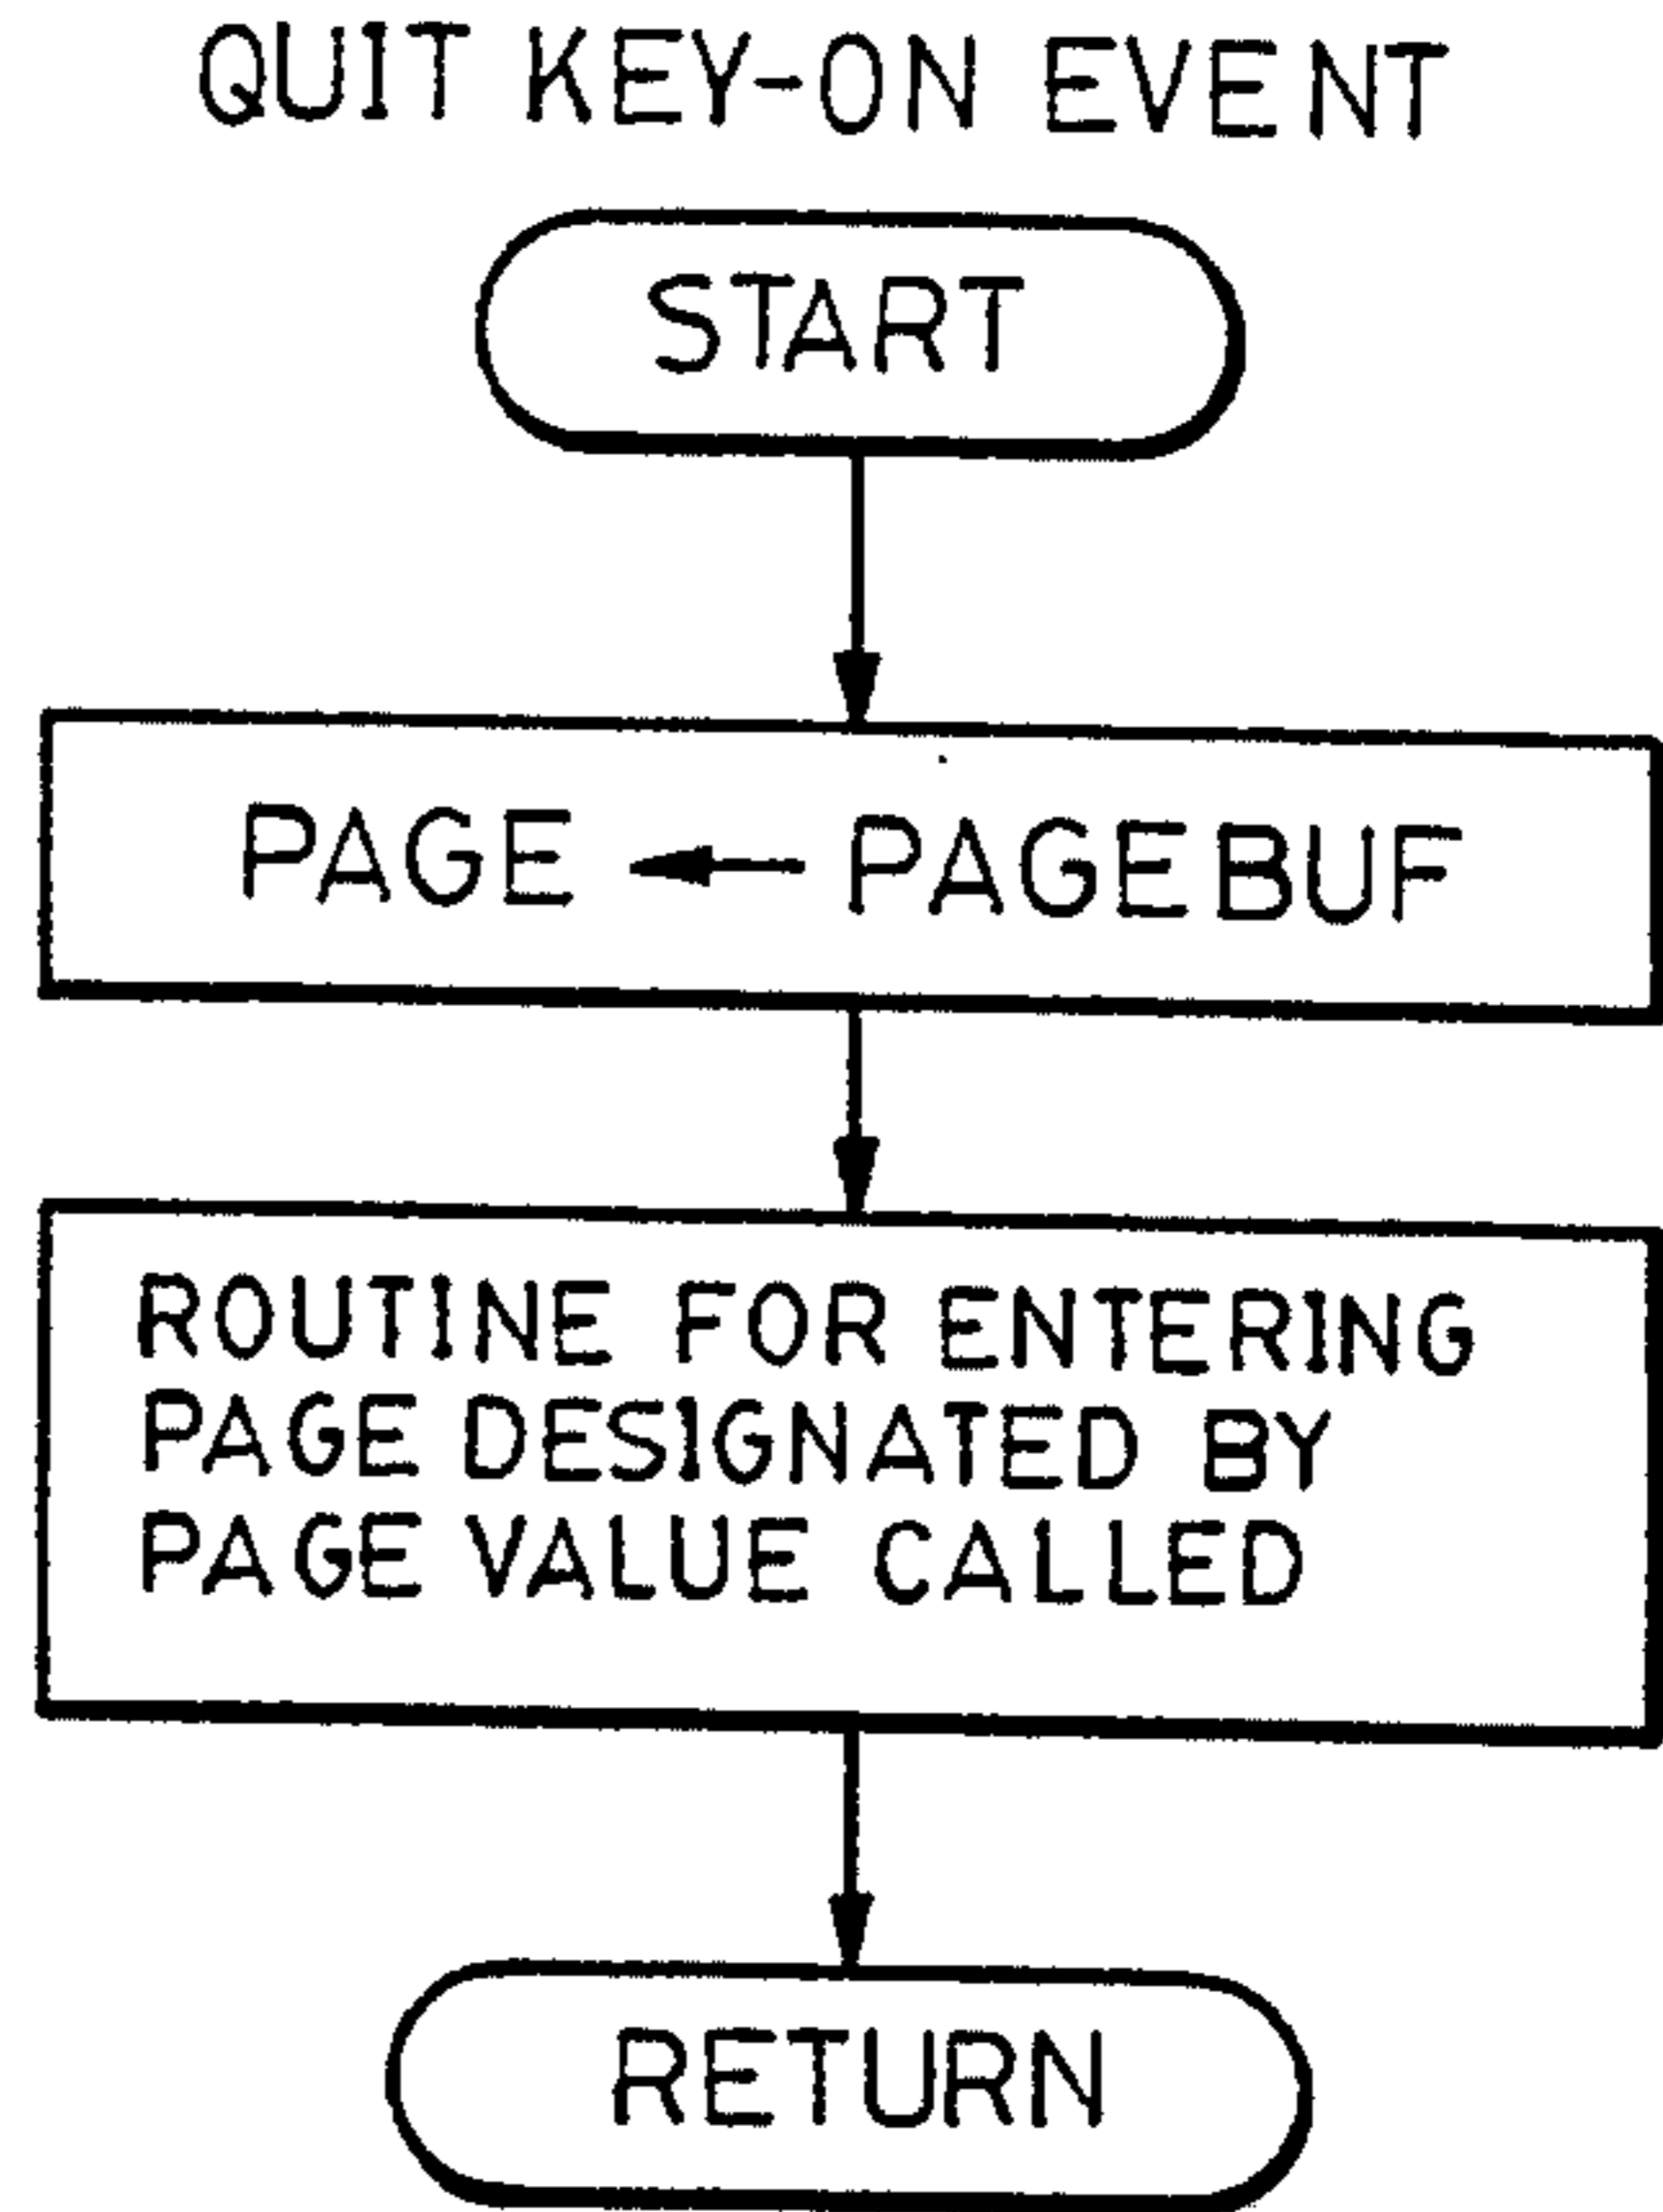 QUIT KEY-ON EVENT
START
PAGE ← PAGEBUF
ROUTINE FOR ENTERING
PAGE DESIGNATED BY
PAGE VALUE CALLED
RETURN